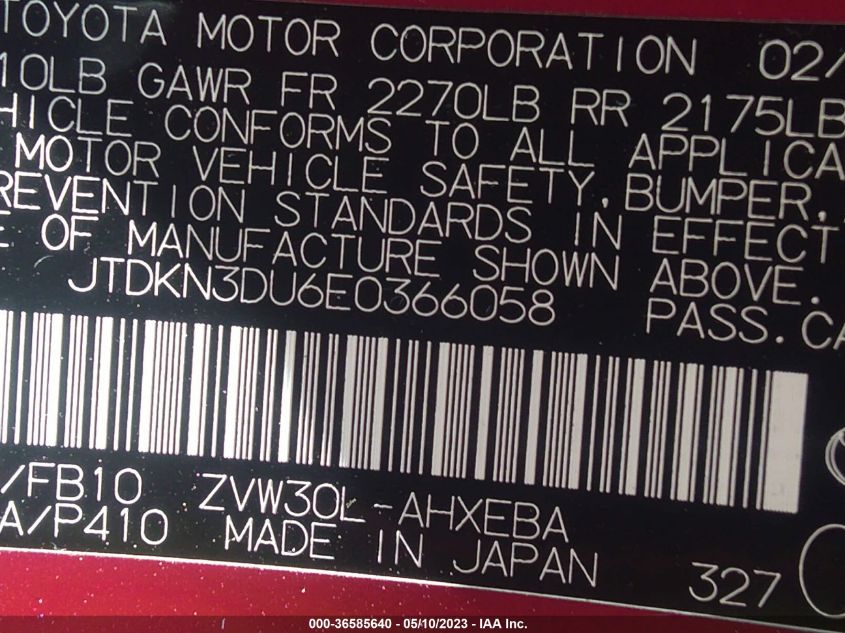 TOYOTA MOTOR CORPORATION 02/
10LB GAWR FR 2270LB RR 2175LB
HICLE CONFORMS TO ALL APPLICA
MOTOR VEHICLE SAFETY, BUMPER,
REVENTION STANDARDS IN EFFECT
E OF MANUFACTURE SHOWN ABOVE.
JTDKN3DU6E0366058 PASS.CA
/FB10 ZVW30L-AHXEBA
A/P410 MADE IN JAPAN 327
000-36585640 - 05/10/2023 - IAA Inc.